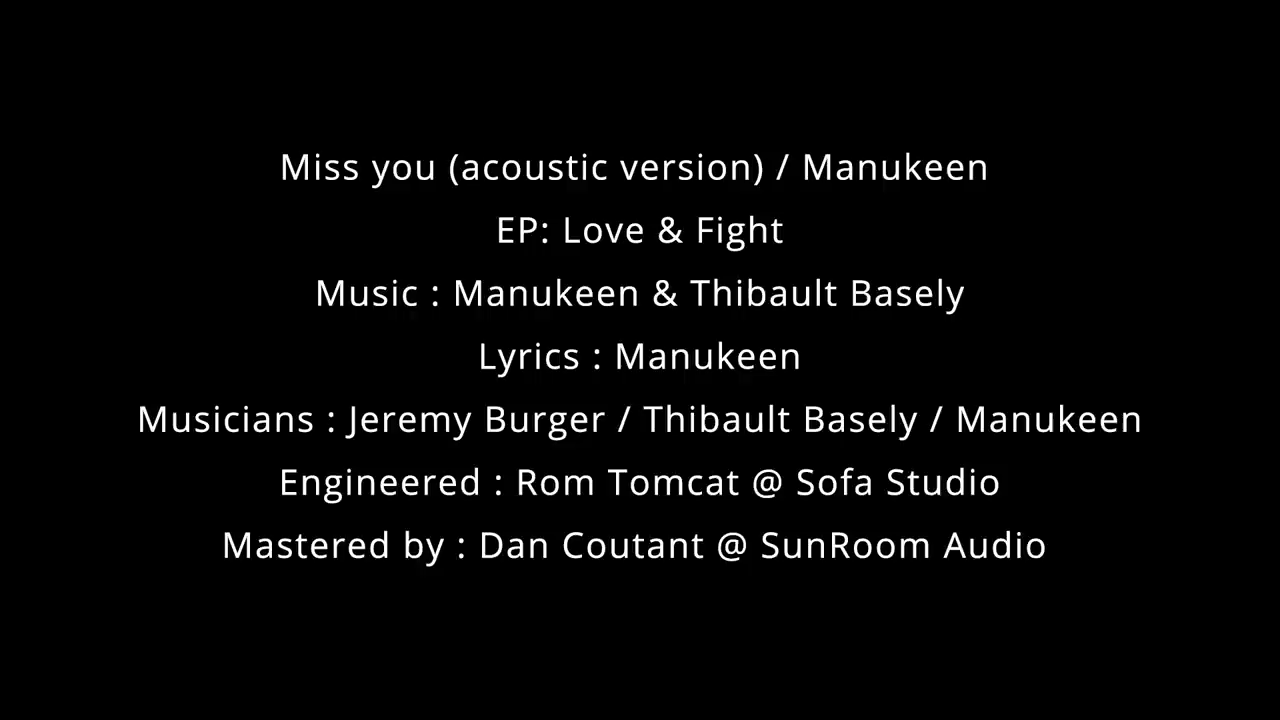 Miss you (acoustic version) / Manukeen
EP: Love & Fight
Music : Manukeen & Thibault Basely
Lyrics : Manukeen
Musicians : Jeremy Burger / Thibault Basely / Manukeen
Engineered : Rom Tomcat @ Sofa Studio
Mastered by : Dan Coutant @ SunRoom Audio